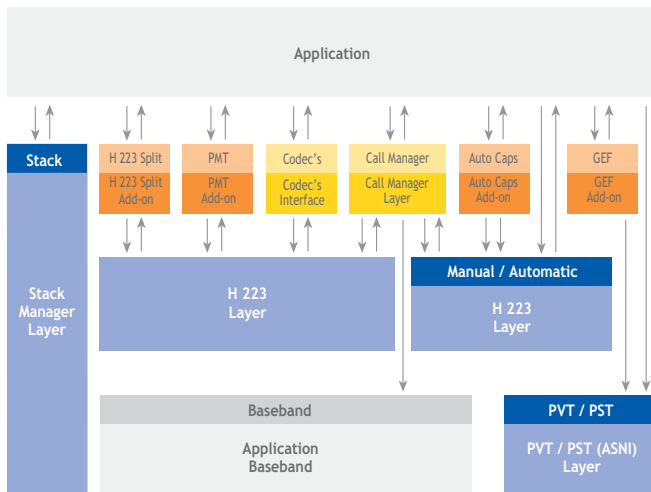 Application
Stack
H 223 Split
PMT
Codec's
Call Manager
Auto Caps
GEF
H 223 Split
Add-on
PMT
Add-on
Codec's
Interface
Call Manager
Layer
Auto Caps
Add-on
GEF
Add-on
Stack
Manager
Layer
H 223
Layer
Manual / Automatic
H 223
Layer
Baseband
Application
Baseband
PVT / PST
PVT / PST (ASNI)
Layer